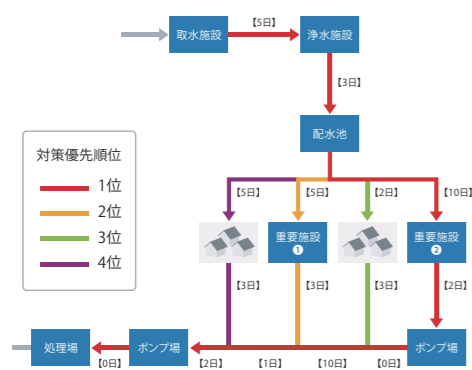 【5日】
取水施設
浄水施設
【3日】
配水池
対策優先順位
1位
2位
3位
4位
【5日】
【5日】
【2日】
【10日】
重要施設
❶
重要施設
❷
【3日】
【3日】
【3日】
【2日】
処理場
ポンプ場
ポンプ場
【0日】
【2日】
【1日】
【10日】
【0日】